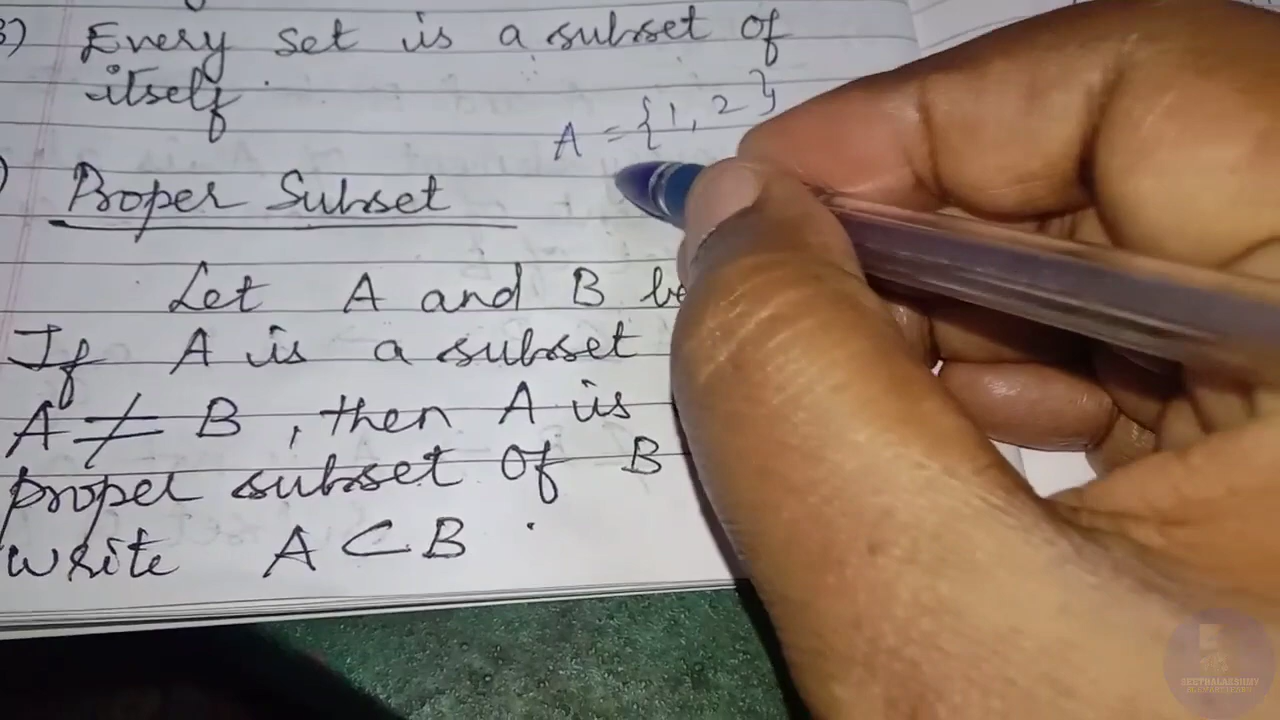 3) Every set is a subset of
itself.
A = {1, 2}
Proper Subset
Let A and B be
If A is a subset
A ≠ B, then A is
proper subset of B
write A ⊂ B.